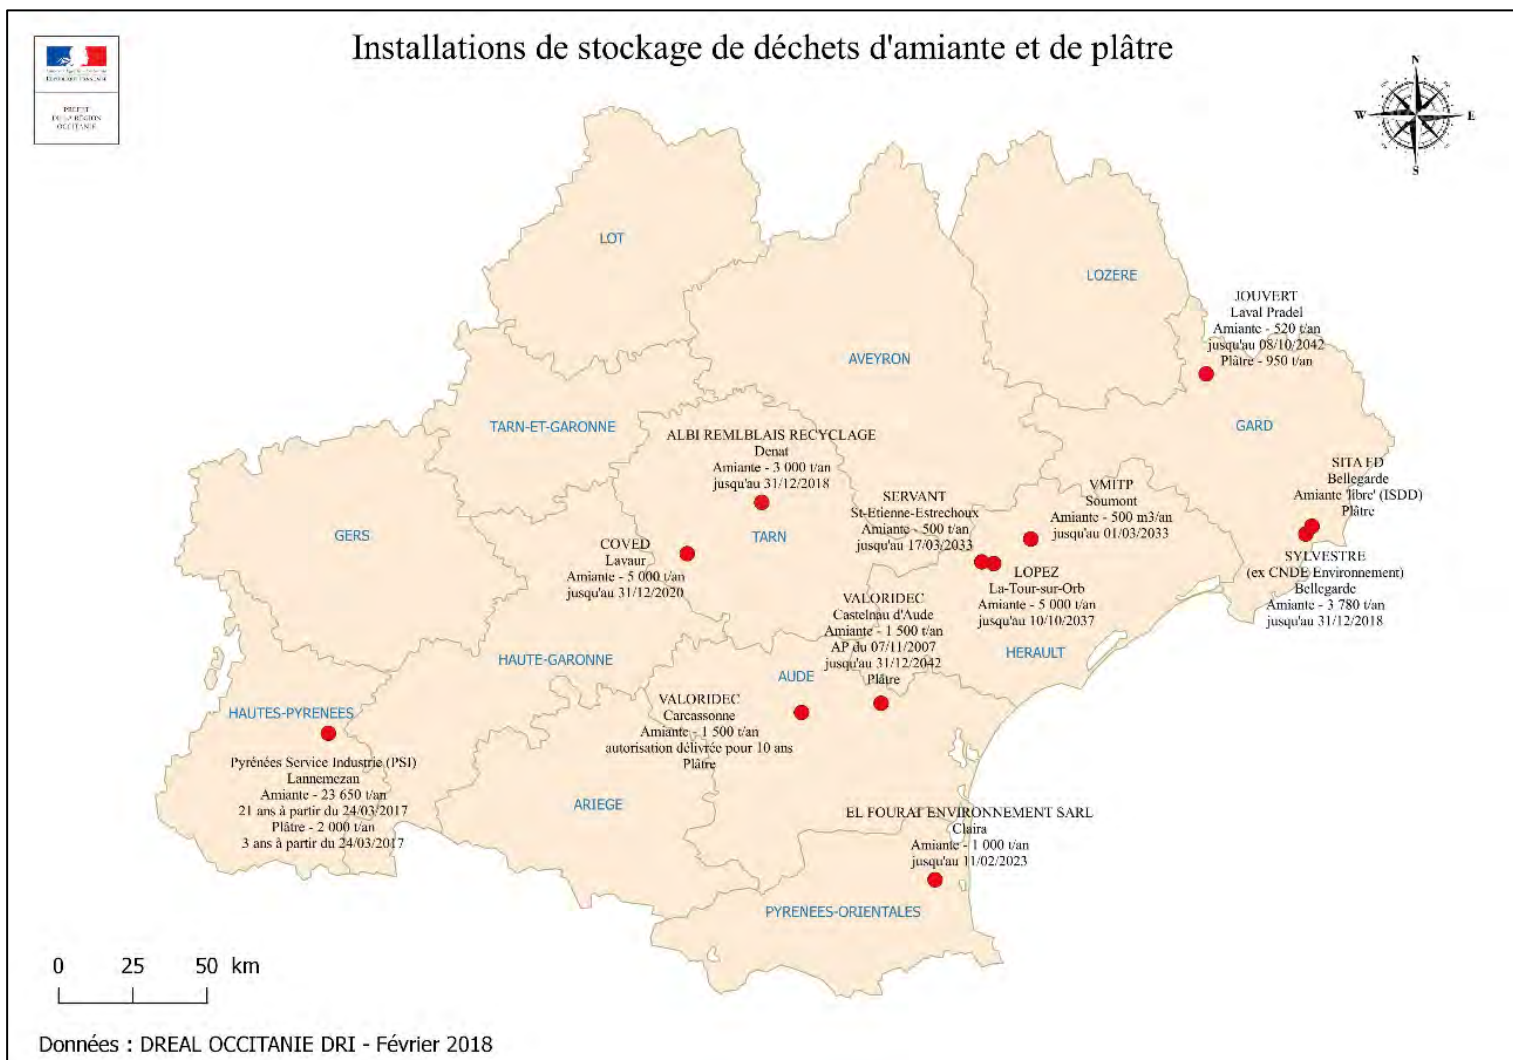 Installations de stockage de déchets d'amiante et de plâtre
RÉPUBLIQUE FRANÇAISE
PRÉFET
DE LA RÉGION
OCCITANIE
N
W
E
S
LOT
LOZERE
JOUVERT
Laval Pradel
Amiante - 520 t/an
jusqu'au 08/10/2042
Plâtre - 950 t/an
AVEYRON
TARN-ET-GARONNE
GARD
ALBI REMLBLAIS RECYCLAGE
Denat
Amiante - 3 000 t/an
jusqu'au 31/12/2018
SITA FD
Bellegarde
Amiante 'libre' (ISDD)
Plâtre
SERVANT
St-Etienne-Estrechoux
Amiante - 500 t/an
jusqu'au 17/03/2033
VMITP
Soumont
Amiante - 500 m3/an
jusqu'au 01/03/2033
GERS
TARN
COVED
Lavaur
Amiante - 5 000 t/an
jusqu'au 31/12/2020
SYLVESTRE
(ex CNDE Environnement)
Bellegarde
Amiante - 3 780 t/an
jusqu'au 31/12/2018
LOPEZ
La-Tour-sur-Orb
Amiante - 5 000 t/an
jusqu'au 10/10/2037
VALORIDEC
Castelnau d'Aude
Amiante - 1 500 t/an
AP du 07/11/2007
jusqu'au 31/12/2042
Plâtre
HERAULT
HAUTE-GARONNE
AUDE
VALORIDEC
Carcassonne
Amiante - 1 500 t/an
autorisation délivrée pour 10 ans
Plâtre
HAUTES-PYRENEES
Pyrénées Service Industrie (PSI)
Lannemezan
Amiante - 23 650 t/an
21 ans à partir du 24/03/2017
Plâtre - 2 000 t/an
3 ans à partir du 24/03/2017
ARIEGE
EL FOURAT ENVIRONNEMENT SARL
Claira
Amiante - 1 000 t/an
jusqu'au 11/02/2023
PYRENEES-ORIENTALES
0 25 50 km
Données : DREAL OCCITANIE DRI - Février 2018